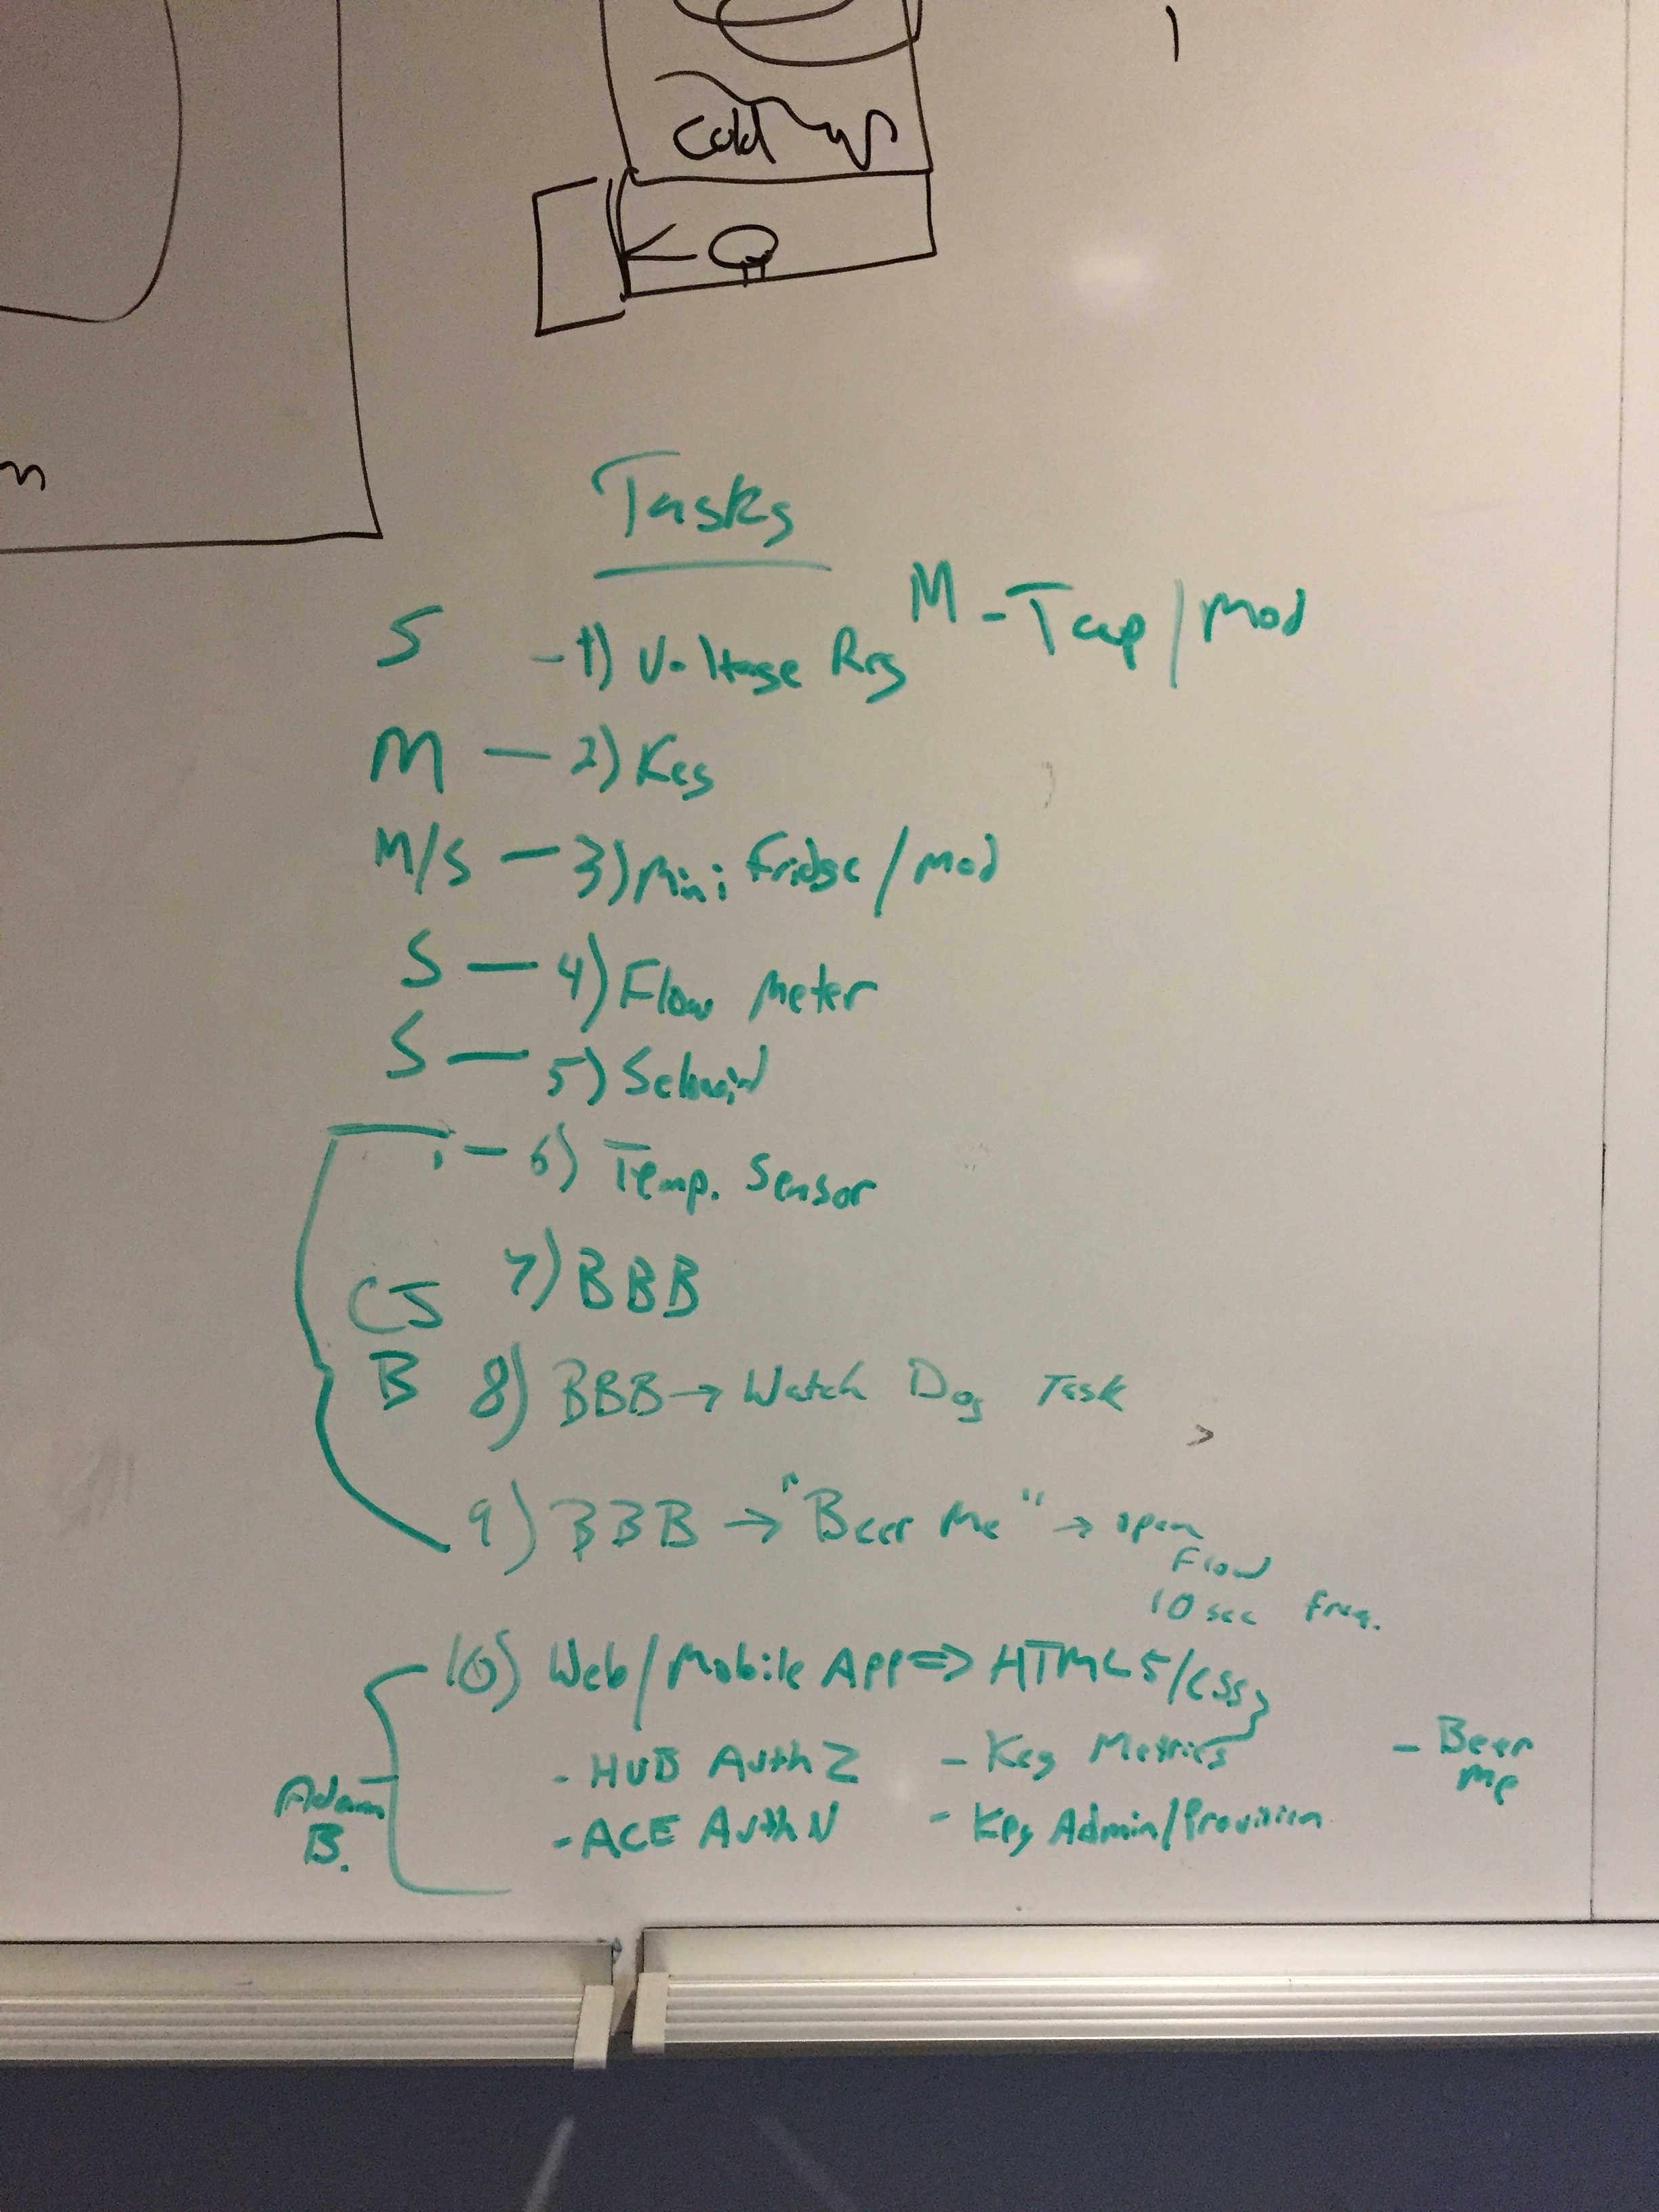 Cold
Tasks
M - Tap/Mod
S - 1) Voltage Reg
M - 2) Keg
M/S - 3) Mini Fridge/Mod
S - 4) Flow Meter
S - 5)
- 6) Temp. Sensor
CJ 7) BBB
B 8) BBB → Watch Dog Task
9) BBB → "Beer Me" → open
Flow
10 sec freq.
10) Web/Mobile App => HTML5/CSS}
- HUB AuthZ - Keg Metrics - Beer
Me
Adam - ACE AuthN - Keg Admin/Provision
B.